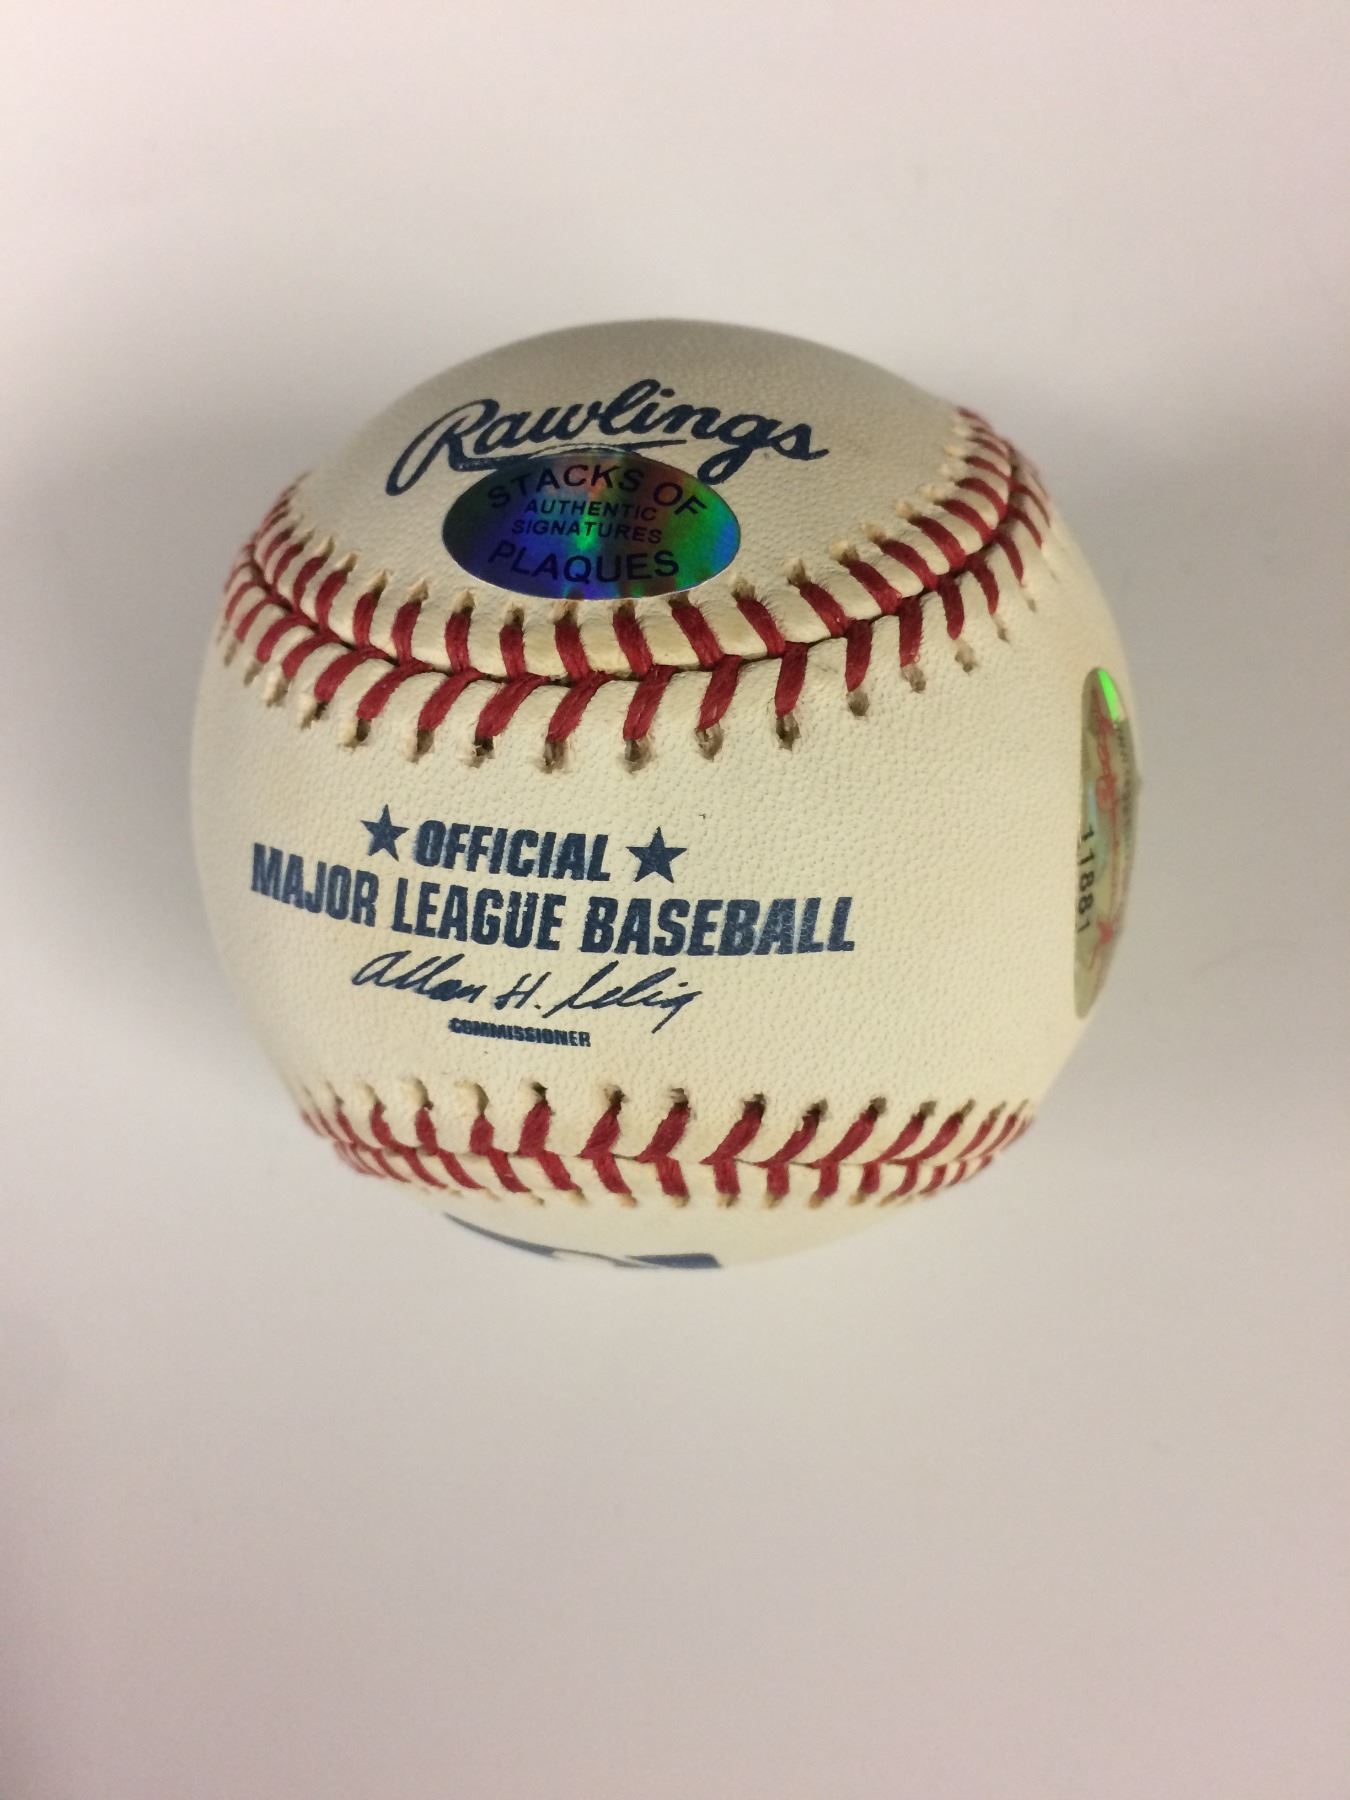 Rawlings
STACKS OF
AUTHENTIC
SIGNATURES
PLAQUES
★ OFFICIAL ★
MAJOR LEAGUE BASEBALL
Allan H. Selig
COMMISSIONER
11881